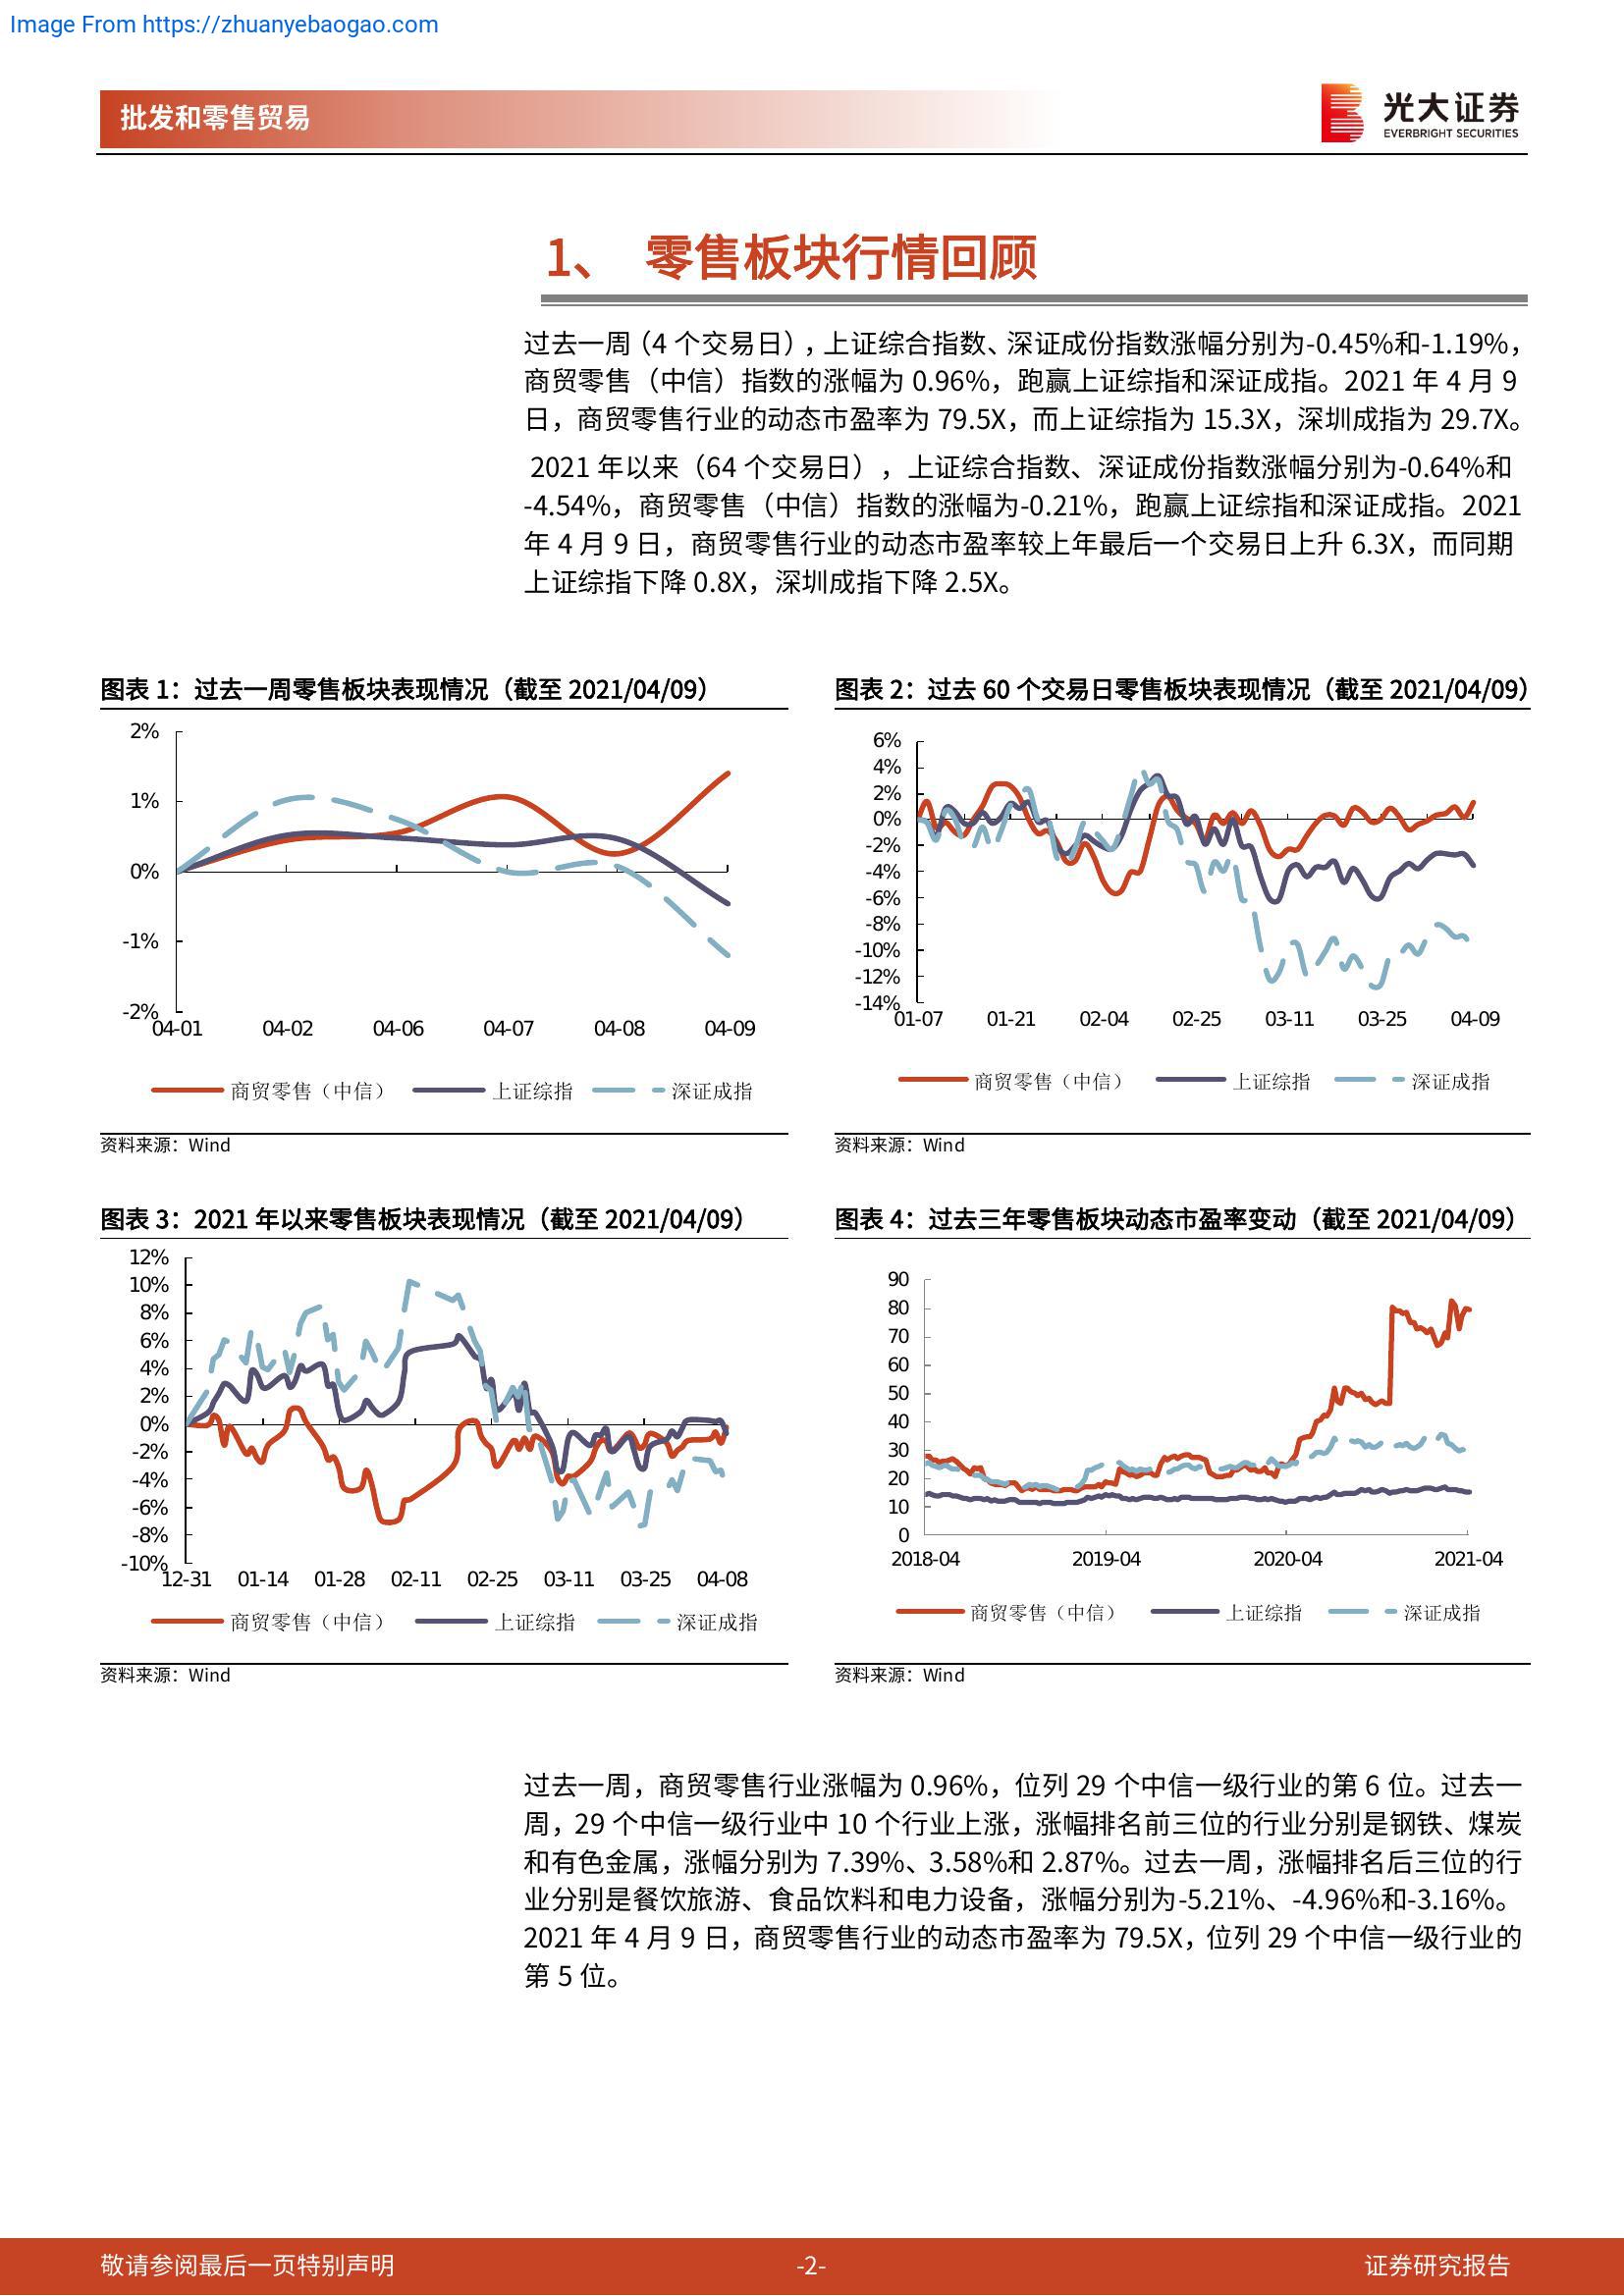 Image From https://zhuanyebaogao.com
批发和零售贸易
光大证券
EVERBRIGHT SECURITIES
1、 零售板块行情回顾
过去一周（4 个交易日），上证综合指数、深证成份指数涨幅分别为-0.45%和-1.19%，
商贸零售（中信）指数的涨幅为 0.96%，跑赢上证综指和深证成指。2021 年 4 月 9
日，商贸零售行业的动态市盈率为 79.5X，而上证综指为 15.3X，深圳成指为 29.7X。
2021 年以来（64 个交易日），上证综合指数、深证成份指数涨幅分别为-0.64%和
-4.54%，商贸零售（中信）指数的涨幅为-0.21%，跑赢上证综指和深证成指。2021
年 4 月 9 日，商贸零售行业的动态市盈率较上年最后一个交易日上升 6.3X，而同期
上证综指下降 0.8X，深圳成指下降 2.5X。
图表 1：过去一周零售板块表现情况（截至 2021/04/09）
2%
1%
0%
-1%
-2%
04-01 04-02 04-06 04-07 04-08 04-09
商贸零售（中信） 上证综指 深证成指
资料来源：Wind
图表 2：过去 60 个交易日零售板块表现情况（截至 2021/04/09）
6%
4%
2%
0%
-2%
-4%
-6%
-8%
-10%
-12%
-14%
01-07 01-21 02-04 02-25 03-11 03-25 04-09
商贸零售（中信） 上证综指 深证成指
资料来源：Wind
图表 3：2021 年以来零售板块表现情况（截至 2021/04/09）
12%
10%
8%
6%
4%
2%
0%
-2%
-4%
-6%
-8%
-10%
12-31 01-14 01-28 02-11 02-25 03-11 03-25 04-08
商贸零售（中信） 上证综指 深证成指
资料来源：Wind
图表 4：过去三年零售板块动态市盈率变动（截至 2021/04/09）
90
80
70
60
50
40
30
20
10
0
2018-04 2019-04 2020-04 2021-04
商贸零售（中信） 上证综指 深证成指
资料来源：Wind
过去一周，商贸零售行业涨幅为 0.96%，位列 29 个中信一级行业的第 6 位。过去一
周，29 个中信一级行业中 10 个行业上涨，涨幅排名前三位的行业分别是钢铁、煤炭
和有色金属，涨幅分别为 7.39%、3.58%和 2.87%。过去一周，涨幅排名后三位的行
业分别是餐饮旅游、食品饮料和电力设备，涨幅分别为-5.21%、-4.96%和-3.16%。
2021 年 4 月 9 日，商贸零售行业的动态市盈率为 79.5X，位列 29 个中信一级行业的
第 5 位。
敬请参阅最后一页特别声明
-2-
证券研究报告